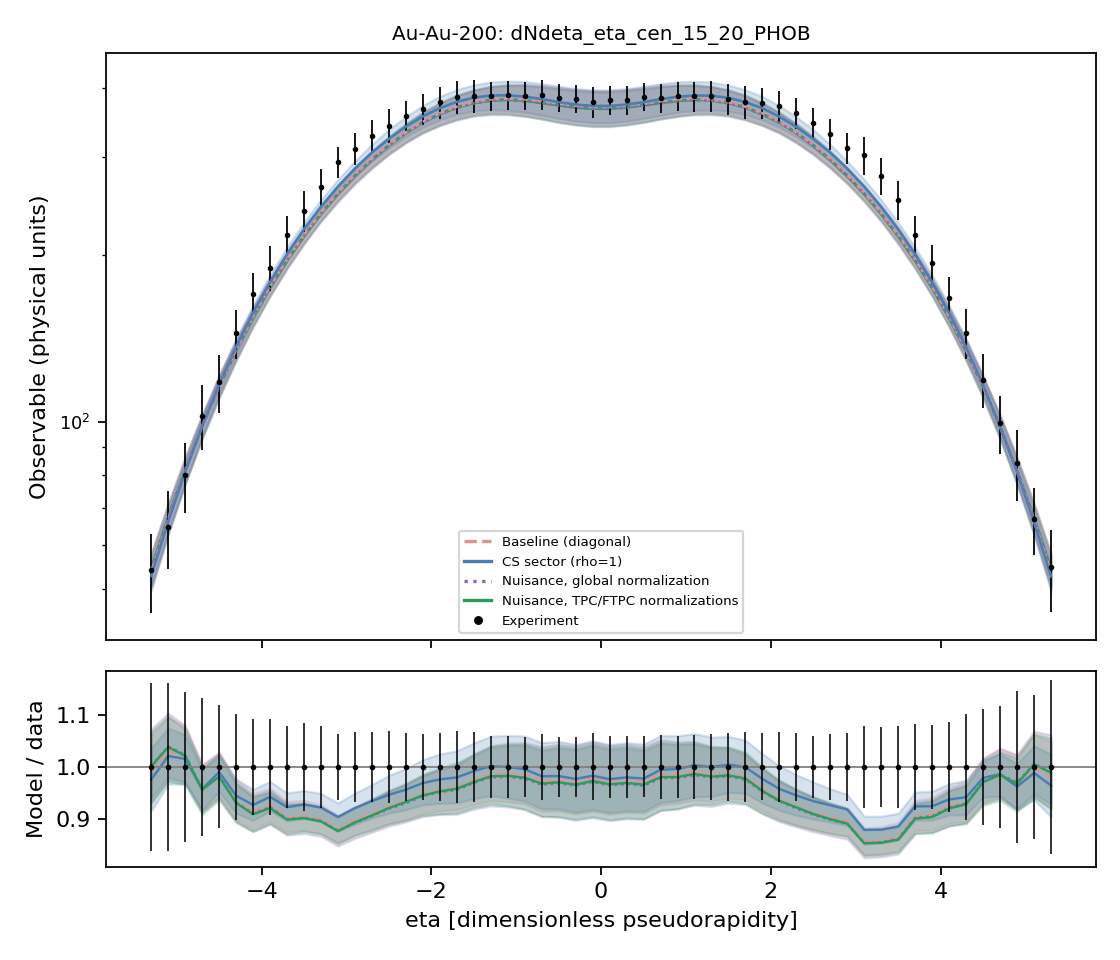 Au-Au-200: dNdeta_eta_cen_15_20_PHOB
Observable (physical units)
10²
Baseline (diagonal)
CS sector (rho=1)
Nuisance, global normalization
Nuisance, TPC/FTPC normalizations
Experiment
Model / data
1.1
1.0
0.9
−4 −2 0 2 4
eta [dimensionless pseudorapidity]